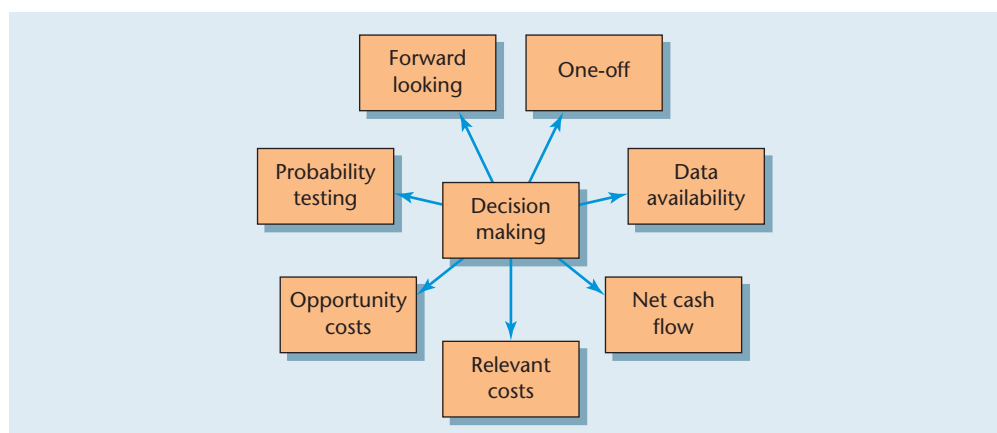 Forward
looking
One-off
Probability
testing
Data
availability
Decision
making
Opportunity
costs
Net cash
flow
Relevant
costs